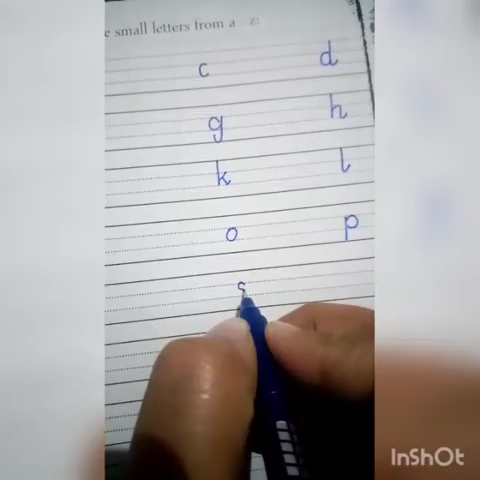 e small letters from a z:
c d
g h
k l
o p
s
InShOt